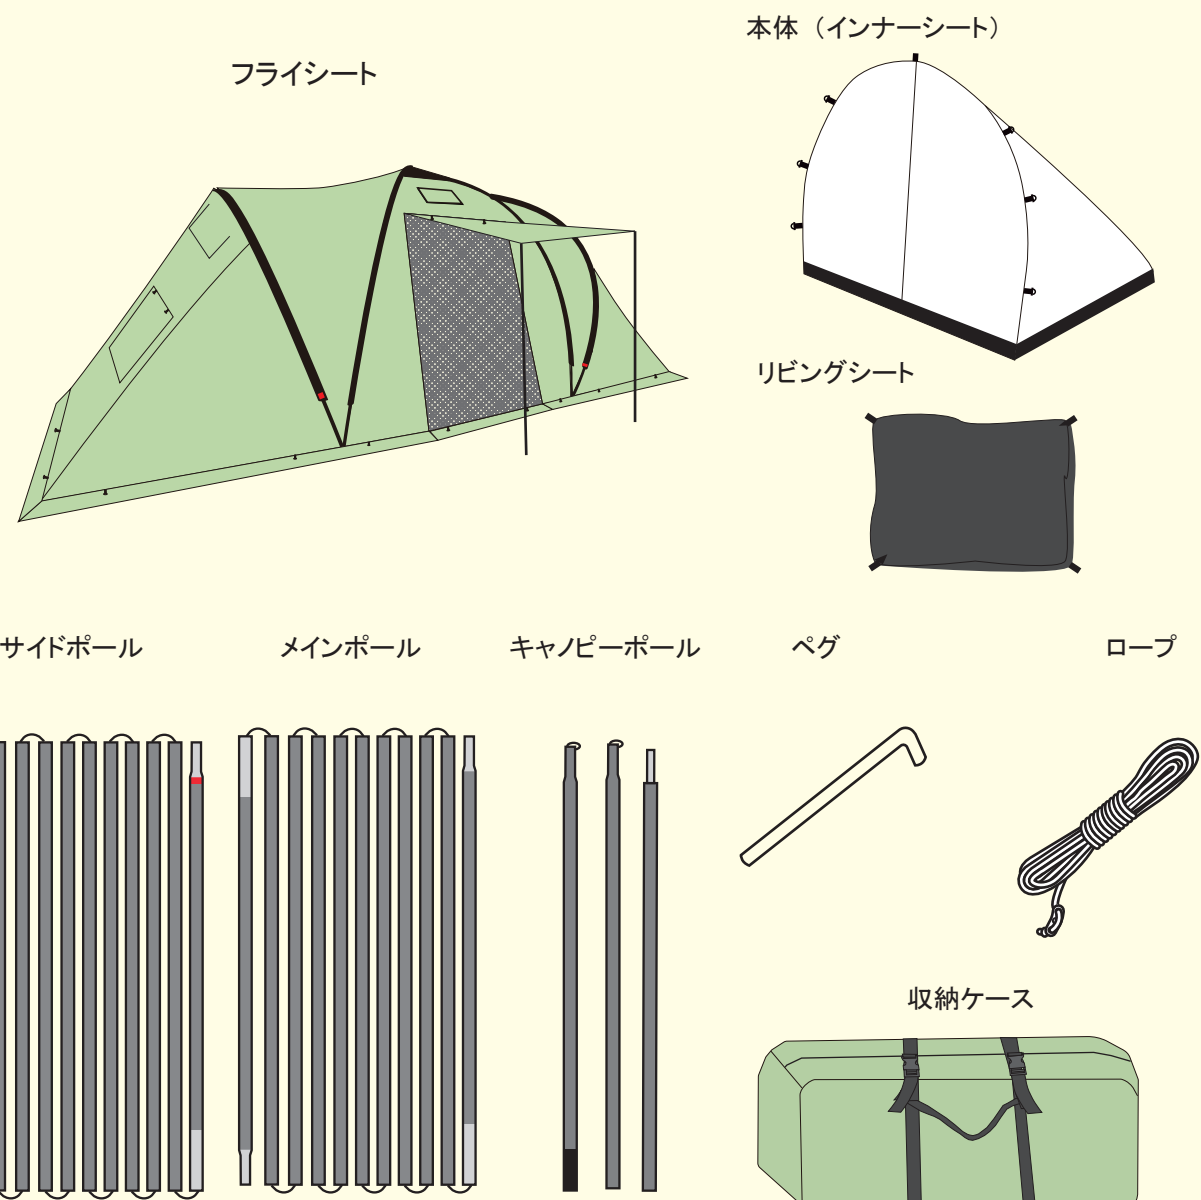 本体（インナーシート）
フライシート
リビングシート
サイドポール
メインポール
キャノピーポール
ペグ
ロープ
収納ケース